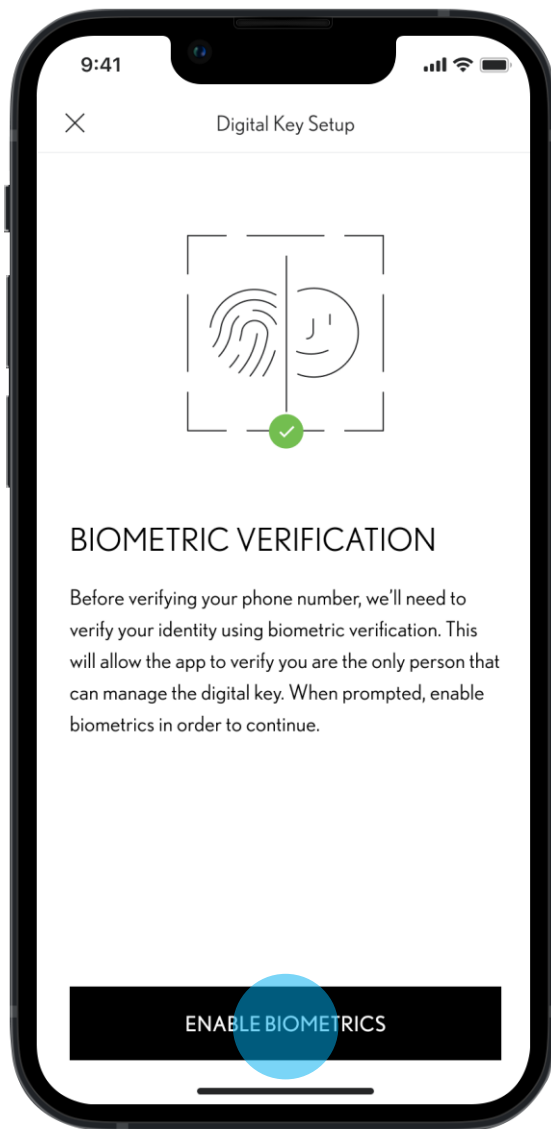 9:41
Digital Key Setup
BIOMETRIC VERIFICATION
Before verifying your phone number, we’ll need to
verify your identity using biometric verification. This
will allow the app to verify you are the only person that
can manage the digital key. When prompted, enable
biometrics in order to continue.
ENABLE BIOMETRICS